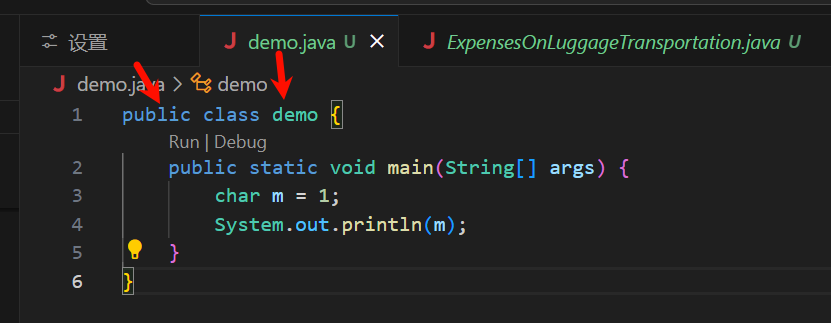 设置
J demo.java U ×
J ExpensesOnLuggageTransportation.java U
J demo.java > demo
1 public class demo {
Run | Debug
2 public static void main(String[] args) {
3 char m = 1;
4 System.out.println(m);
5 }
6 }